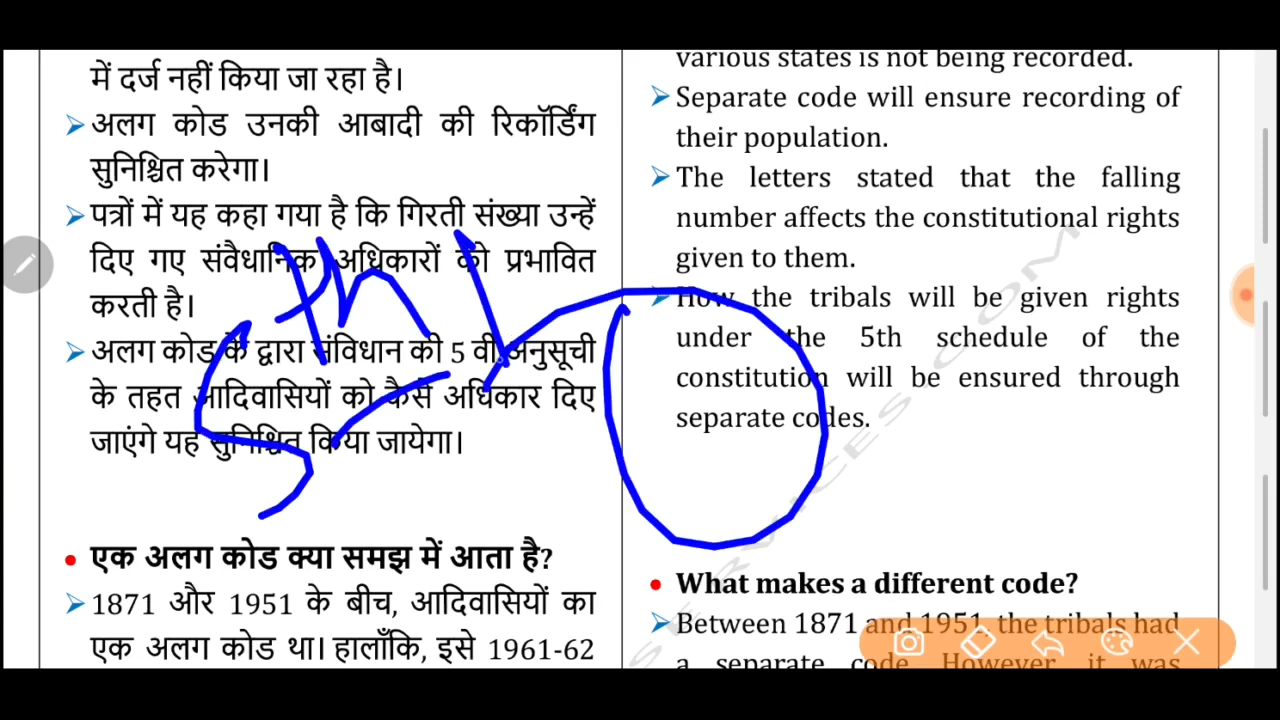 में दर्ज नहीं किया जा रहा है।
➢ अलग कोड उनकी आबादी की रिकॉर्डिंग
सुनिश्चित करेगा।
➢ पत्रों में यह कहा गया है कि गिरती संख्या उन्हें
दिए गए संवैधानिक अधिकारों को प्रभावित
करती है।
➢ अलग कोड के द्वारा संविधान की 5 वी अनुसूची
के तहत आदिवासियों को कैसे अधिकार दिए
जाएंगे यह सुनिश्चित किया जायेगा।
• एक अलग कोड क्या समझ में आता है?
➢ 1871 और 1951 के बीच, आदिवासियों का
एक अलग कोड था। हालाँकि, इसे 1961-62
various states is not being recorded.
➢ Separate code will ensure recording of
their population.
➢ The letters stated that the falling
number affects the constitutional rights
given to them.
➢ How the tribals will be given rights
under the 5th schedule of the
constitution will be ensured through
separate codes.
• What makes a different code?
➢ Between 1871 and 1951, the tribals had
a separate code. However, it was